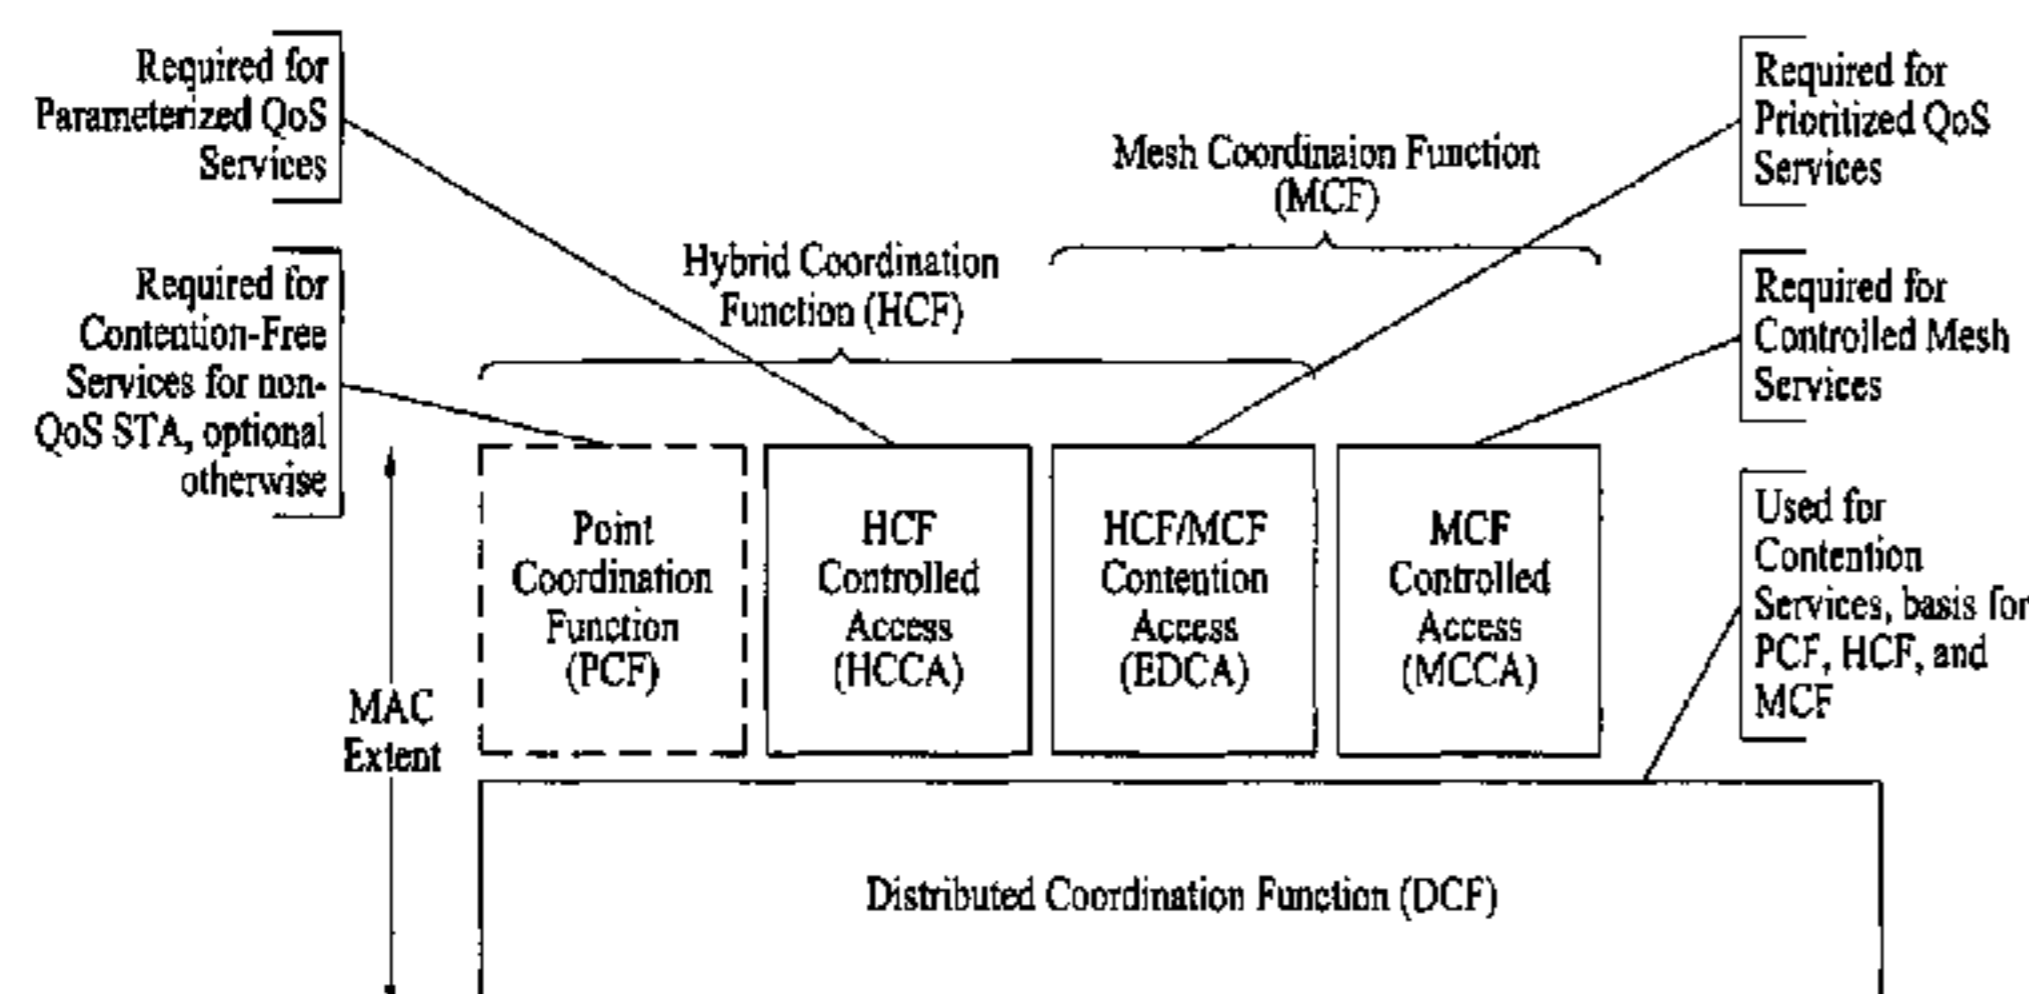 Required for
Parameterized QoS
Services
Required for
Contention-Free
Services for non-
QoS STA, optional
otherwise
Hybrid Coordination
Function (HCF)
Mesh Coordinaion Function
(MCF)
Required for
Prioritized QoS
Services
Required for
Controlled Mesh
Services
Used for
Contention
Services, basis for
PCF, HCF, and
MCF
MAC
Extent
Point
Coordination
Function
(PCF)
HCF
Controlled
Access
(HCCA)
HCF/MCF
Contention
Access
(EDCA)
MCF
Controlled
Access
(MCCA)
Distributed Coordination Function (DCF)